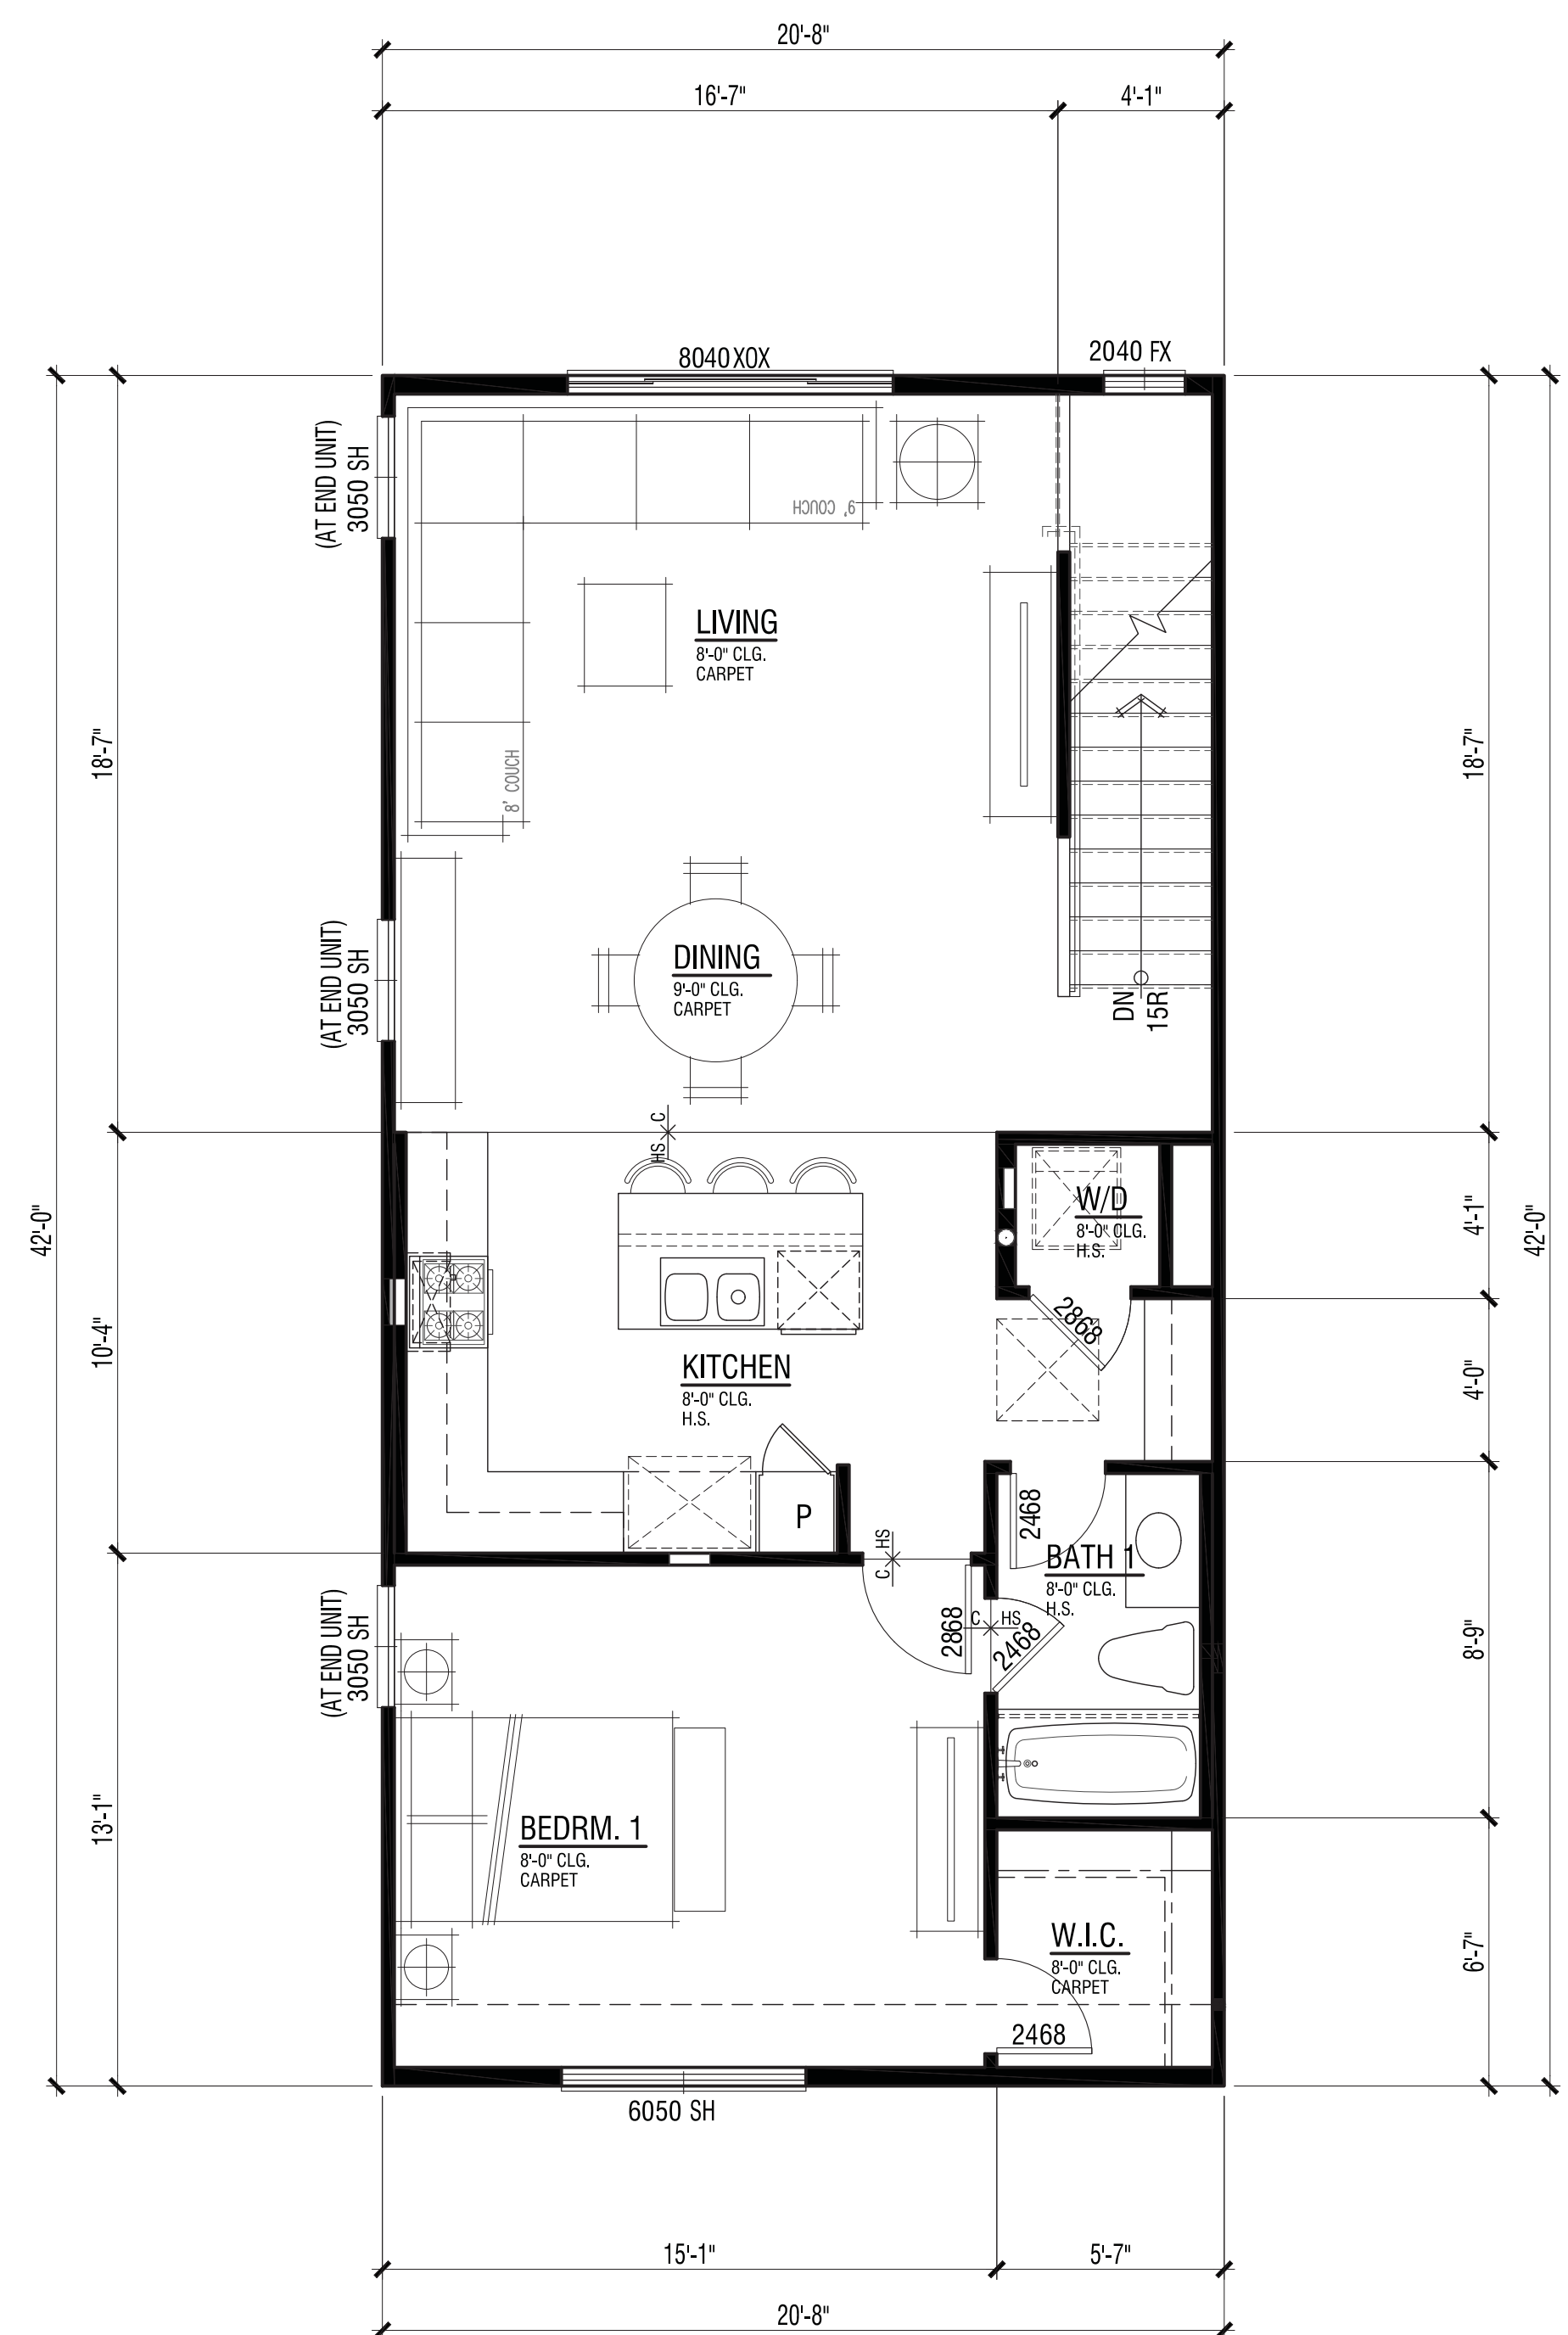 20'-8"
16'-7"
4'-1"
8040 XOX
2040 FX
(AT END UNIT)
3050 SH
9' COUCH
LIVING
8'-0" CLG.
CARPET
18'-7"
18'-7"
8' COUCH
(AT END UNIT)
3050 SH
DINING
9'-0" CLG.
CARPET
DN
15R
C
HS
42'-0"
42'-0"
W/D
8'-0" CLG.
H.S.
4'-1"
10'-4"
2868
KITCHEN
8'-0" CLG.
H.S.
4'-0"
P
2468
HS
C
BATH 1
8'-0" CLG.
H.S.
(AT END UNIT)
3050 SH
2868
C
HS
2468
8'-9"
13'-1"
BEDRM. 1
8'-0" CLG.
CARPET
W.I.C.
8'-0" CLG.
CARPET
6'-7"
2468
6050 SH
15'-1"
5'-7"
20'-8"